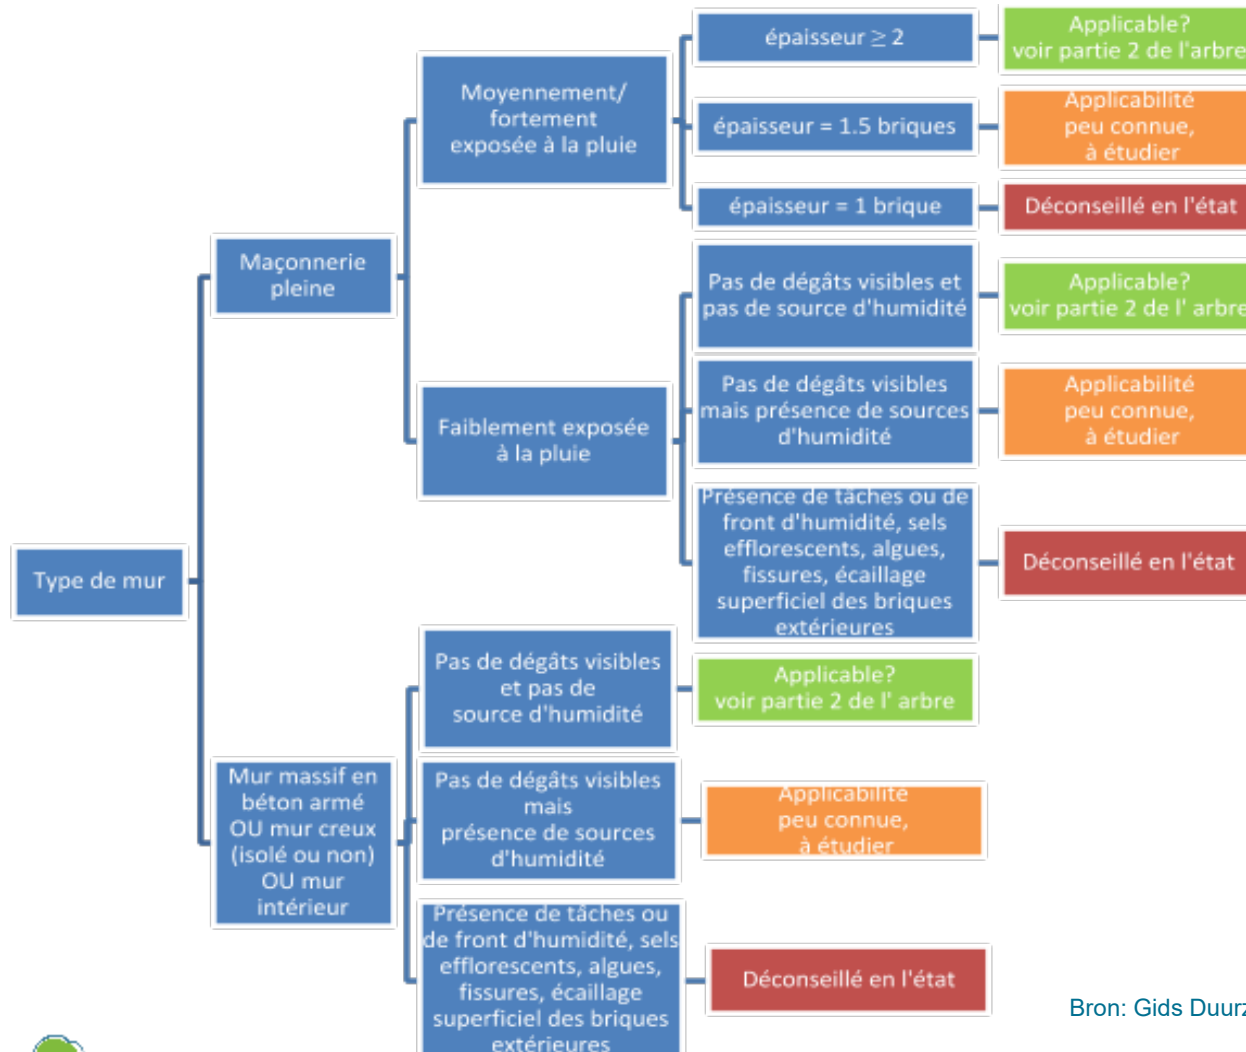 Type de mur
Maçonnerie
pleine
Moyennement/
fortement
exposée à la pluie
épaisseur ≥ 2
Applicable?
voir partie 2 de l'arbre
épaisseur = 1.5 briques
Applicabilité
peu connue,
à étudier
épaisseur = 1 brique
Déconseillé en l'état
Faiblement exposée
à la pluie
Pas de dégâts visibles et
pas de source d'humidité
Applicable?
voir partie 2 de l' arbre
Pas de dégâts visibles
mais présence de sources
d'humidité
Applicabilité
peu connue,
à étudier
Présence de tâches ou de
front d'humidité, sels
efflorescents, algues,
fissures, écaillage
superficiel des briques
extérieures
Déconseillé en l'état
Mur massif en
béton armé
OU mur creux
(isolé ou non)
OU mur
intérieur
Pas de dégâts visibles
et pas de
source d'humidité
Applicable?
voir partie 2 de l' arbre
Pas de dégâts visibles
mais
présence de sources
d'humidité
Applicabilité
peu connue,
à étudier
Présence de tâches ou
de front d'humidité, sels
efflorescents, algues,
fissures, écaillage
superficiel des briques
extérieures
Déconseillé en l'état
Bron: Gids Duurz